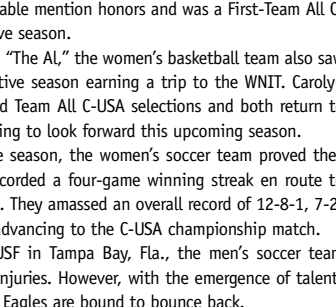 able mention honors and was a First-Team All C
ve season.
"The Al," the women's basketball team also sav
tive season earning a trip to the WNIT. Caroly
d Team All C-USA selections and both return t
ing to look forward this upcoming season.
e season, the women's soccer team proved the
corded a four-game winning streak en route t
. They amassed an overall record of 12-8-1, 7-2
advancing to the C-USA championship match.
USF in Tampa Bay, Fla., the men's soccer team
injuries. However, with the emergence of talent
Eagles are bound to bounce back.